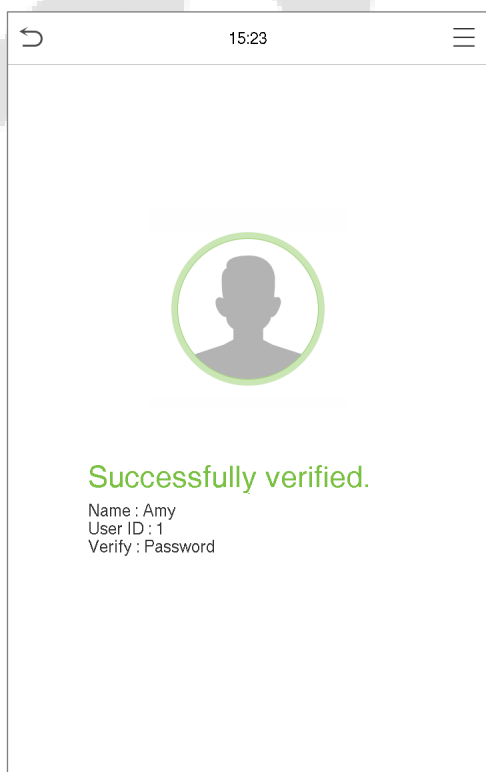 15:23
Successfully verified.
Name : Amy
User ID : 1
Verify : Password